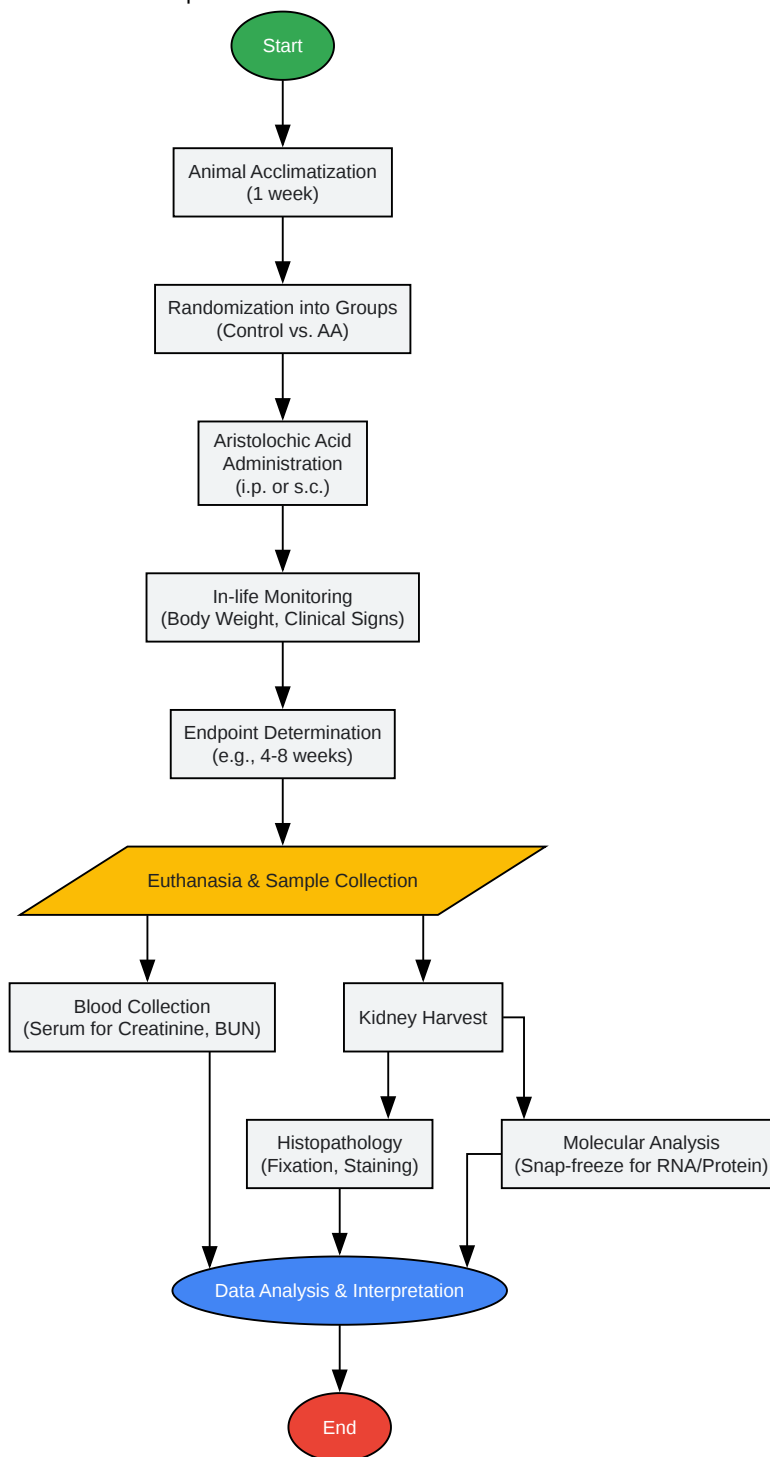 Start
Animal Acclimatization
(1 week)
Randomization into Groups
(Control vs. AA)
Aristolochic Acid
Administration
(i.p. or s.c.)
In-life Monitoring
(Body Weight, Clinical Signs)
Endpoint Determination
(e.g., 4-8 weeks)
Euthanasia & Sample Collection
Blood Collection
(Serum for Creatinine, BUN)
Kidney Harvest
Histopathology
(Fixation, Staining)
Molecular Analysis
(Snap-freeze for RNA/Protein)
Data Analysis & Interpretation
End